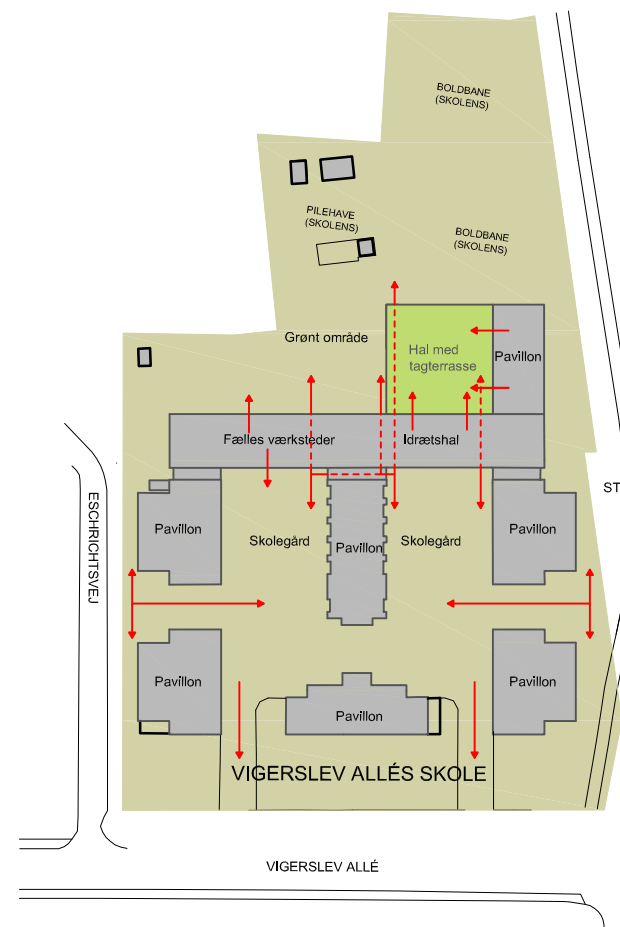 BOLDBANE
(SKOLENS)
PILEHAVE
(SKOLENS)
BOLDBANE
(SKOLENS)
Grønt område
Hal med
tagterrasse
Pavillon
Fælles værksteder
Idrætshal
ST
ESCHRICHTSVEJ
Pavillon
Skolegård
Pavillon
Skolegård
Pavillon
Pavillon
Pavillon
Pavillon
VIGERSLEV ALLÉS SKOLE
VIGERSLEV ALLÉ